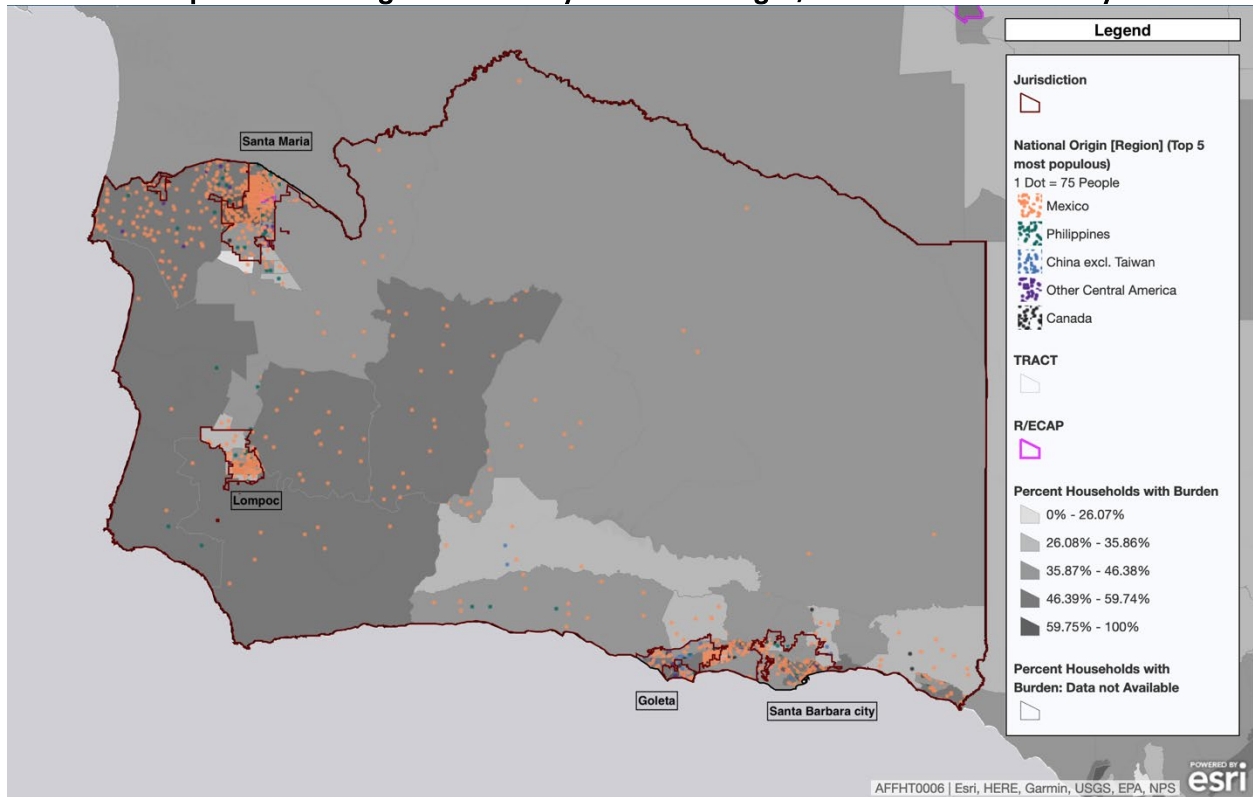 Legend
Jurisdiction
National Origin [Region] (Top 5
most populous)
1 Dot = 75 People
Mexico
Philippines
China excl. Taiwan
Other Central America
Canada
TRACT
R/ECAP
Percent Households with Burden
0% - 26.07%
26.08% - 35.86%
35.87% - 46.38%
46.39% - 59.74%
59.75% - 100%
Percent Households with
Burden: Data not Available
Santa Maria
Lompoc
Goleta
Santa Barbara city
AFFHT0006 | Esri, HERE, Garmin, USGS, EPA, NPS
POWERED BY
esri